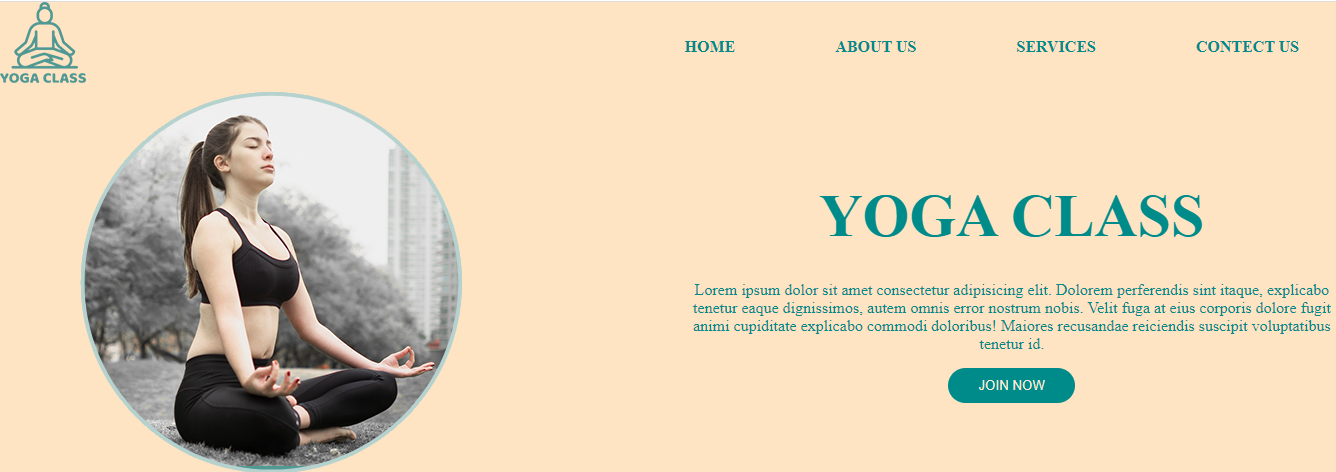 YOGA CLASS
HOME ABOUT US SERVICES CONTECT US
YOGA CLASS
Lorem ipsum dolor sit amet consectetur adipisicing elit. Dolorem perferendis sint itaque, explicabo
tenetur eaque dignissimos, autem omnis error nostrum nobis. Velit fuga at eius corporis dolore fugit
animi cupiditate explicabo commodi doloribus! Maiores recusandae reiciendis suscipit voluptatibus
tenetur id.
JOIN NOW